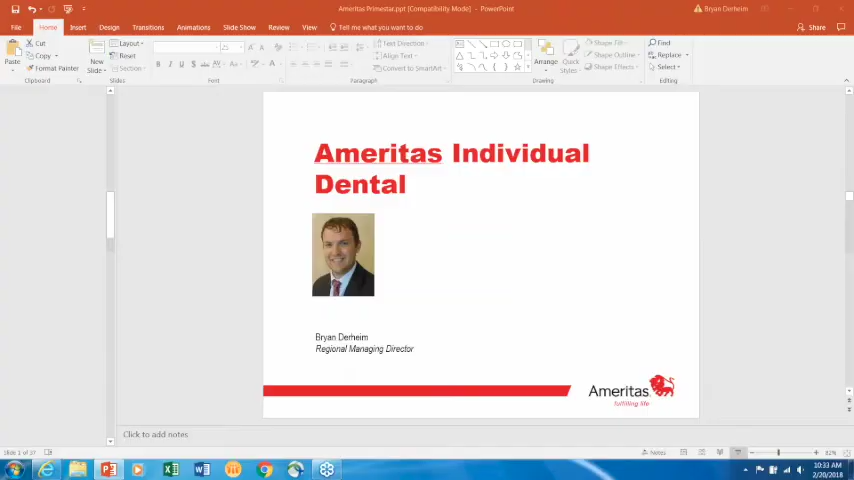 Ameritas Primestar.ppt [Compatibility Mode] - PowerPoint
Bryan Derheim
File Home Insert Design Transitions Animations Slide Show Review View Tell me what you want to do Share
Paste
Cut
Copy
Format Painter
Clipboard
New Slide
Layout
Reset
Section
Slides
Font
Text Direction
Align Text
Convert to SmartArt
Paragraph
Arrange
Quick Styles
Shape Fill
Shape Effects
Drawing
Find
Replace
Select
Editing
Ameritas Individual
Dental
Bryan Derheim
Regional Managing Director
Ameritas
fulfilling life
Click to add notes
Slide 1 of 37
Notes
82%
10:33 AM
2/20/2018